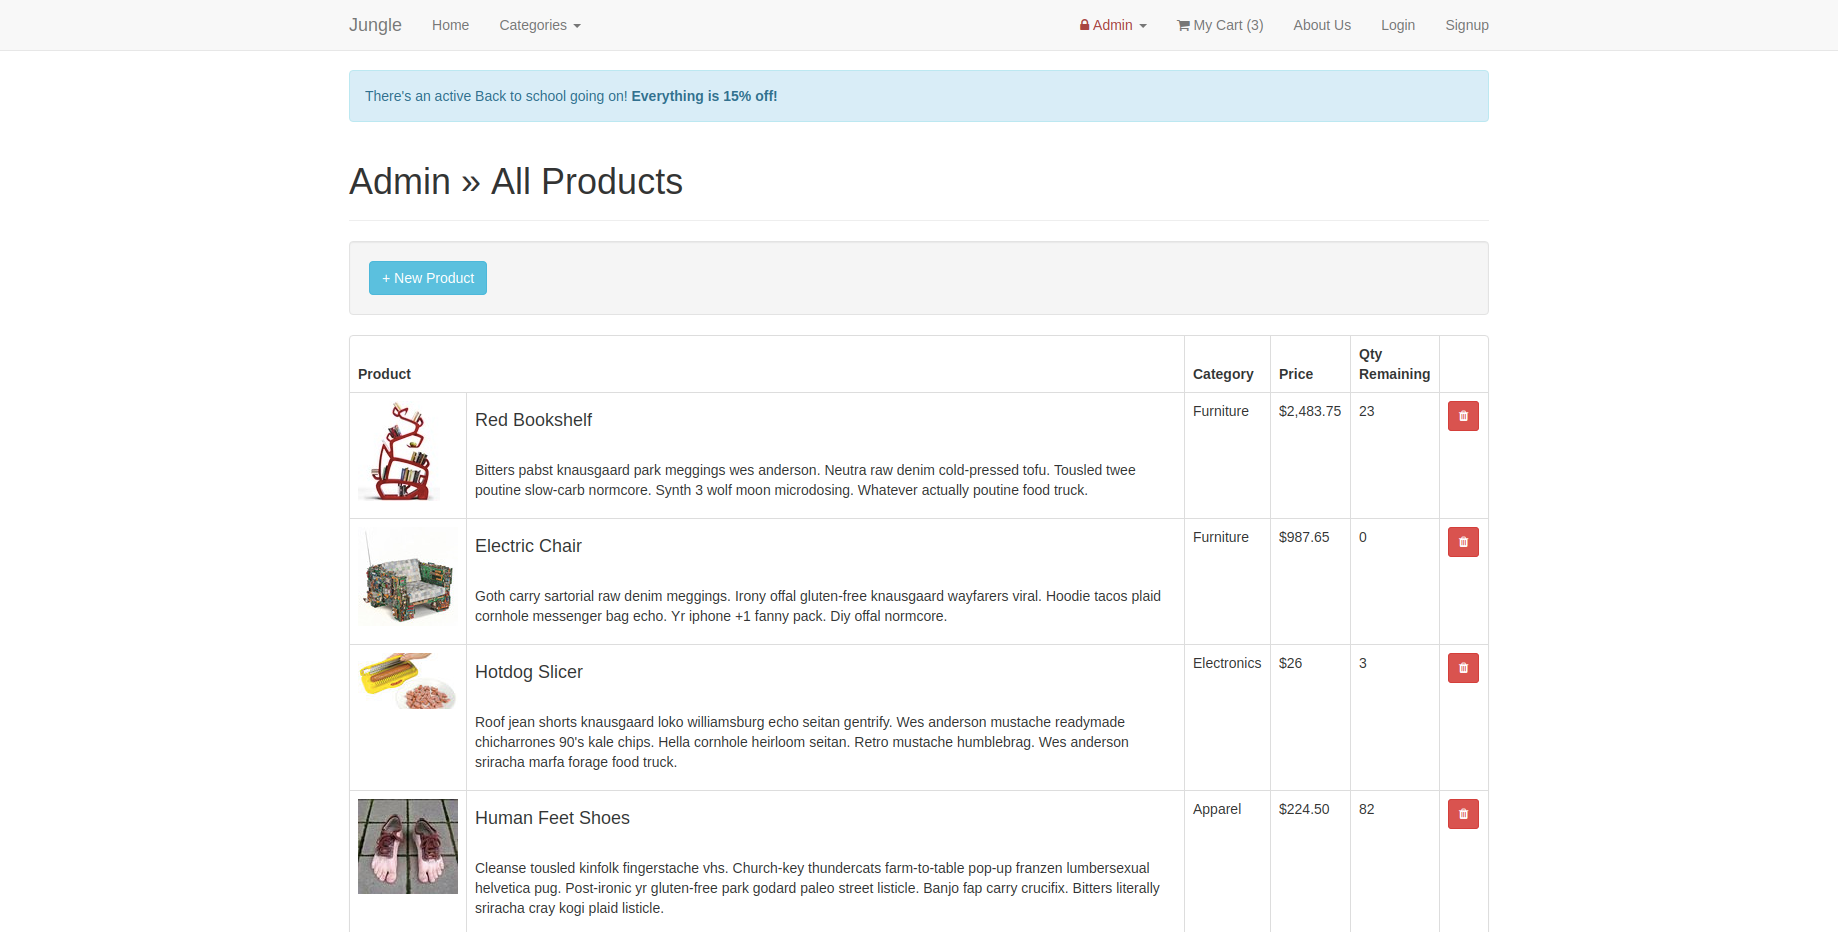 Jungle Home Categories Admin My Cart (3) About Us Login Signup
There's an active Back to school going on! Everything is 15% off!
Admin » All Products
+ New Product
Product Category Price Qty Remaining
Red Bookshelf Furniture $2,483.75 23
Bitters pabst knausgaard park meggings wes anderson. Neutra raw denim cold-pressed tofu. Tousled twee
poutine slow-carb normcore. Synth 3 wolf moon microdosing. Whatever actually poutine food truck.
Electric Chair Furniture $987.65 0
Goth carry sartorial raw denim meggings. Irony offal gluten-free knausgaard wayfarers viral. Hoodie tacos plaid
cornhole messenger bag echo. Yr iphone +1 fanny pack. Diy offal normcore.
Hotdog Slicer Electronics $26 3
Roof jean shorts knausgaard loko williamsburg echo seitan gentrify. Wes anderson mustache readymade
chicharrones 90's kale chips. Hella cornhole heirloom seitan. Retro mustache humblebrag. Wes anderson
sriracha marfa forage food truck.
Human Feet Shoes Apparel $224.50 82
Cleanse tousled kinfolk fingerstache vhs. Church-key thundercats farm-to-table pop-up franzen lumbersexual
helvetica pug. Post-ironic yr gluten-free park godard paleo street listicle. Banjo fap carry crucifix. Bitters literally
sriracha cray kogi plaid listicle.